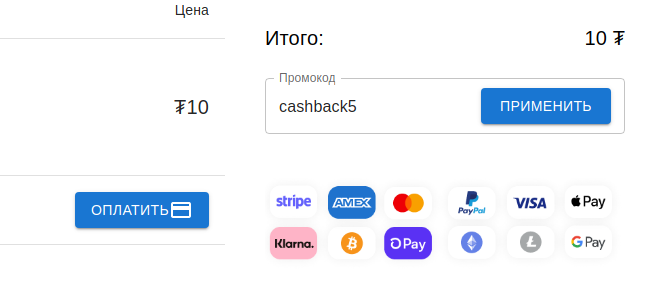 Цена
Итого:
10 ₮
Промокод
cashback5
ПРИМЕНИТЬ
₮10
ОПЛАТИТЬ
stripe
AMEX
PayPal
VISA
Pay
Klarna.
Pay
G Pay